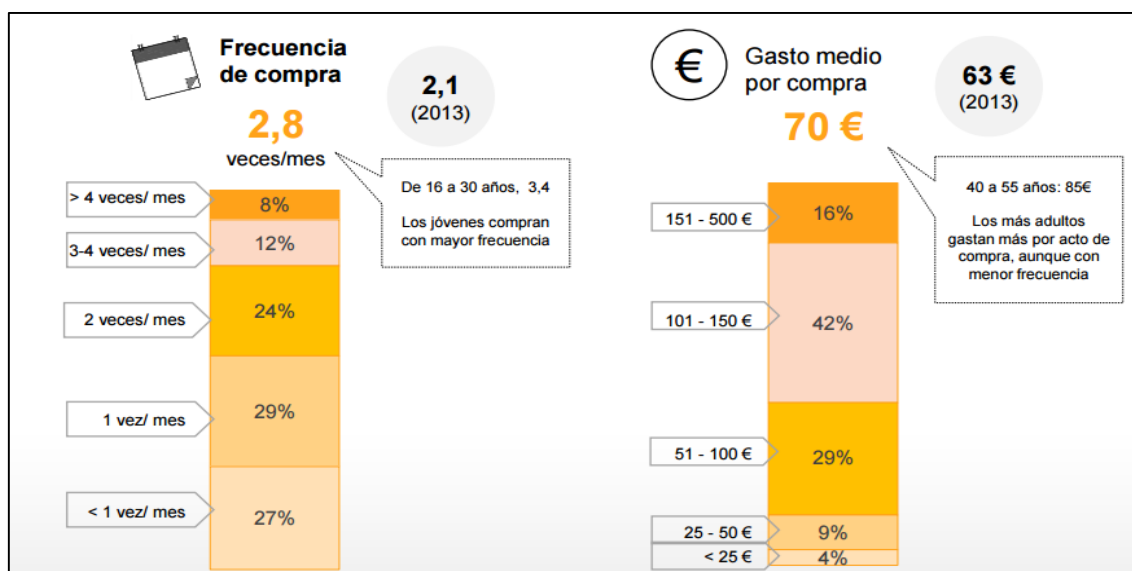 Frecuencia
de compra
2,8
veces/mes
2,1
(2013)
De 16 a 30 años, 3,4
Los jóvenes compran
con mayor frecuencia
> 4 veces/ mes
8%
3-4 veces/ mes
12%
2 veces/ mes
24%
1 vez/ mes
29%
< 1 vez/ mes
27%
€
Gasto medio
por compra
70 €
63 €
(2013)
40 a 55 años: 85€
Los más adultos
gastan más por acto de
compra, aunque con
menor frecuencia
151 - 500 €
16%
101 - 150 €
42%
51 - 100 €
29%
25 - 50 €
9%
< 25 €
4%